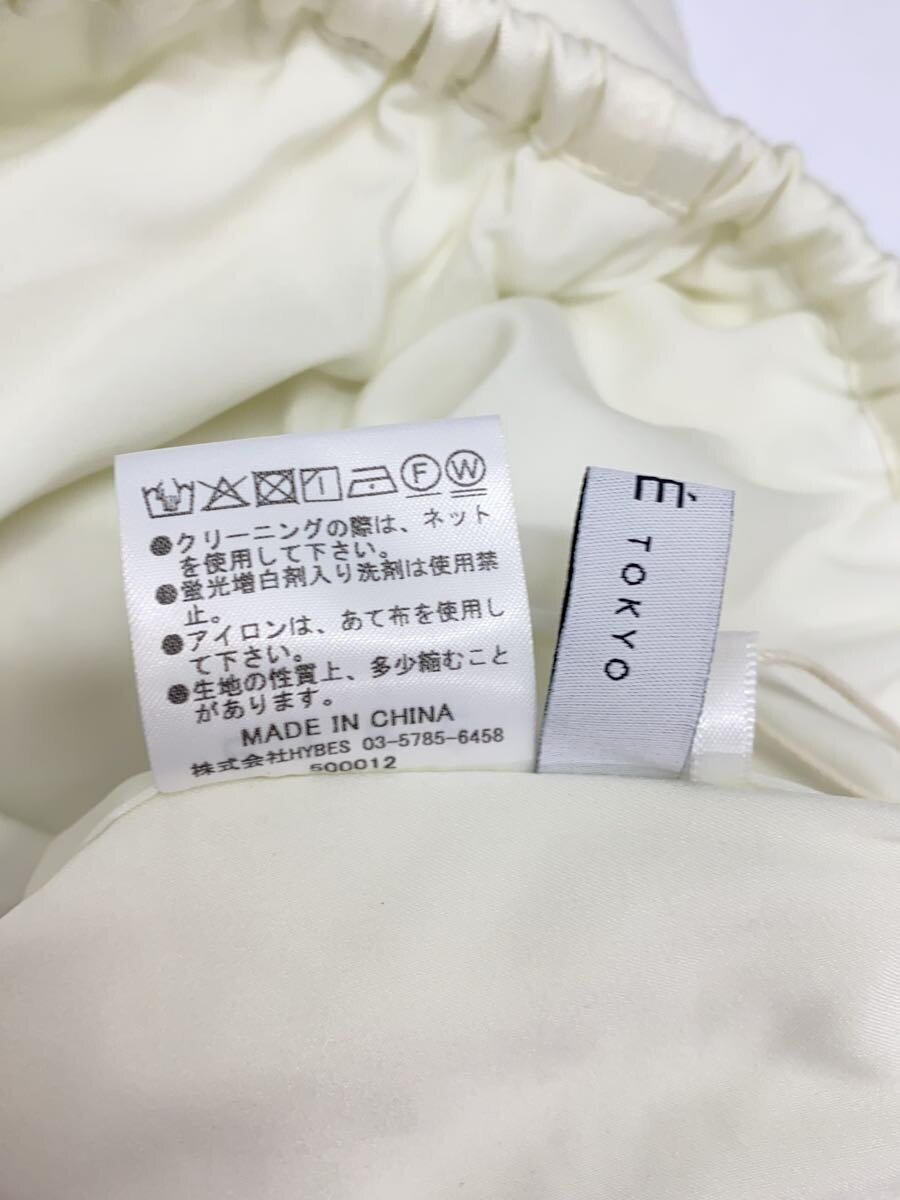 F W
●クリーニングの際は、ネット
を使用して下さい。
●蛍光増白剤入り洗剤は使用禁
止。
●アイロンは、あて布を使用し
て下さい。
●生地の性質上、多少縮むこと
があります。
MADE IN CHINA
株式会社HYBES 03-5785-6458
500012
É
TOKYO